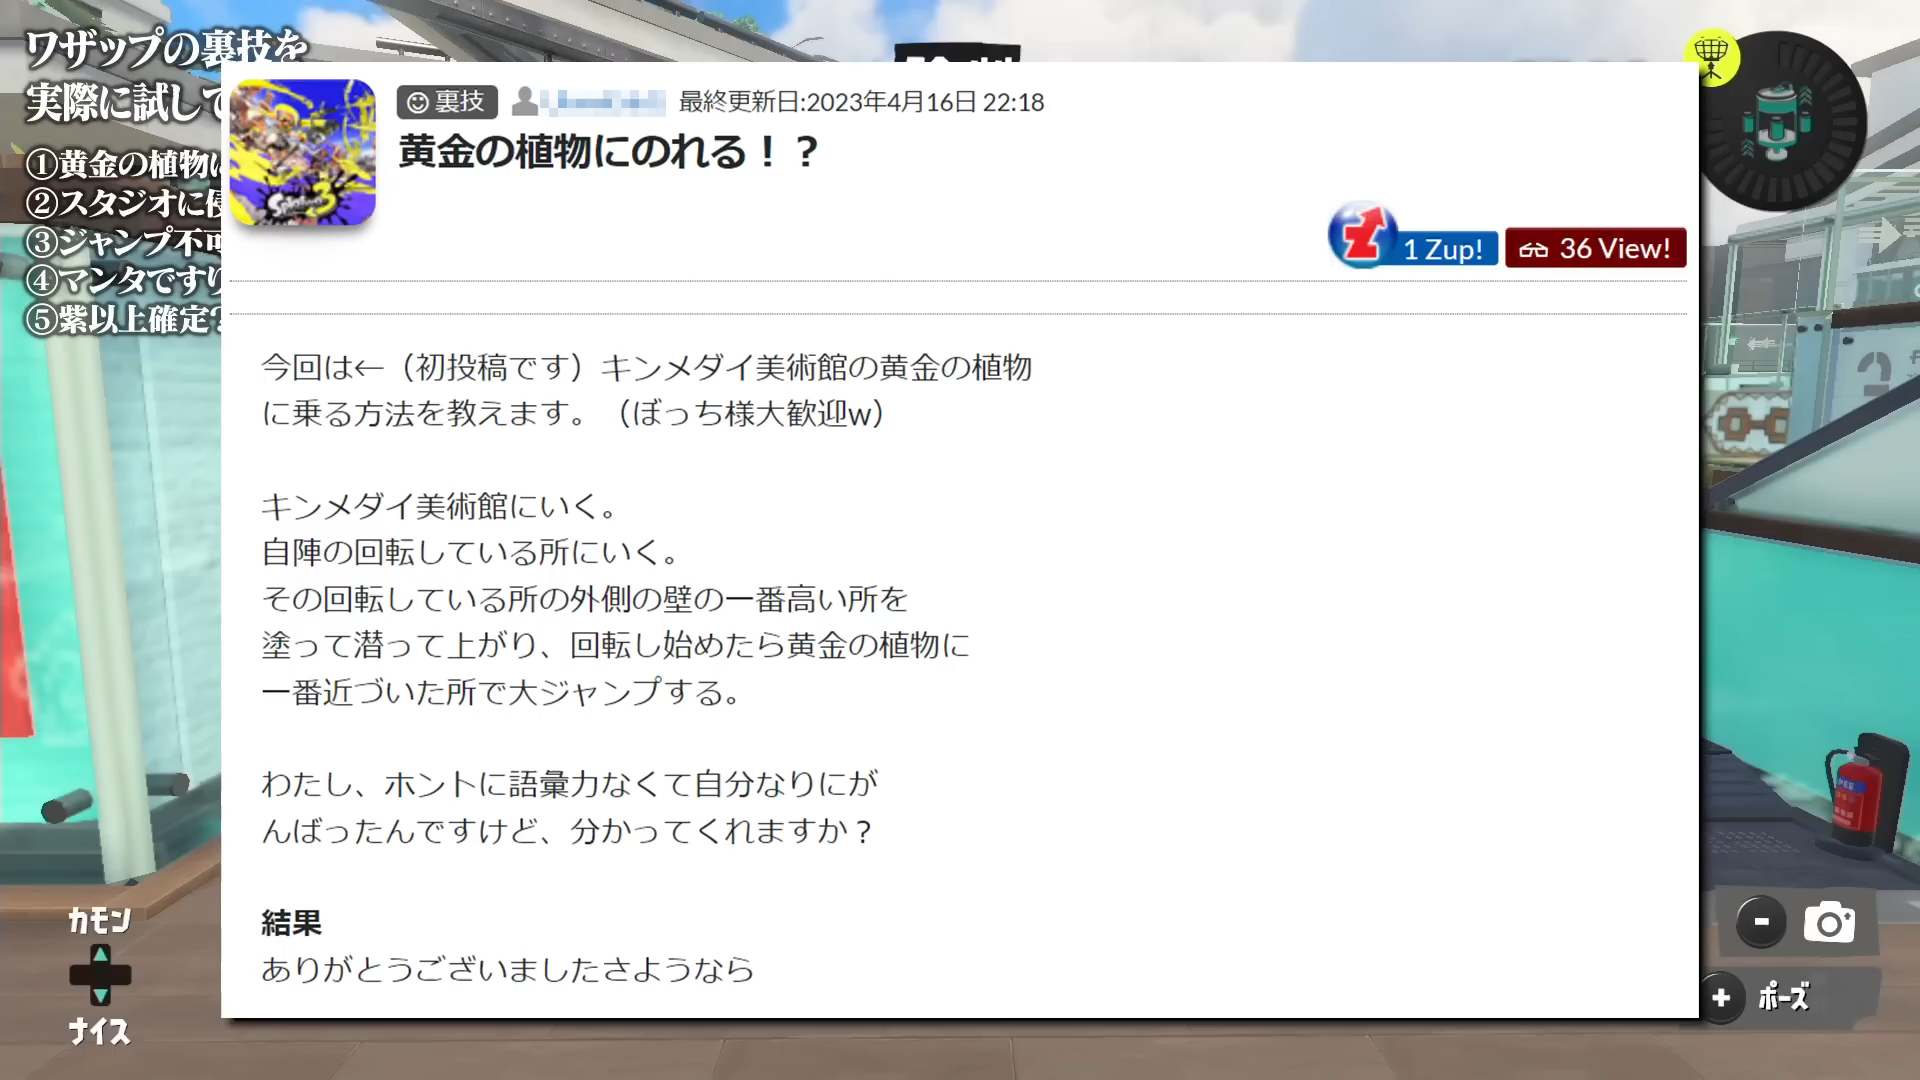 ワザップの裏技を
実際に試して
①黄金の植物に
②スタジオに侵
③ジャンプ不可
④マンタですり
⑤紫以上確定？
裏技 最終更新日:2023年4月16日 22:18
黄金の植物にのれる！？
Splatoon 3
1 Zup! 36 View!
今回は←（初投稿です）キンメダイ美術館の黄金の植物
に乗る方法を教えます。（ぼっち様大歓迎w）
キンメダイ美術館にいく。
自陣の回転している所にいく。
その回転している所の外側の壁の一番高い所を
塗って潜って上がり、回転し始めたら黄金の植物に
一番近づいた所で大ジャンプする。
わたし、ホントに語彙力なくて自分なりにが
んばったんですけど、分かってくれますか？
結果
ありがとうございましたさようなら
カモン
ナイス
ポーズ